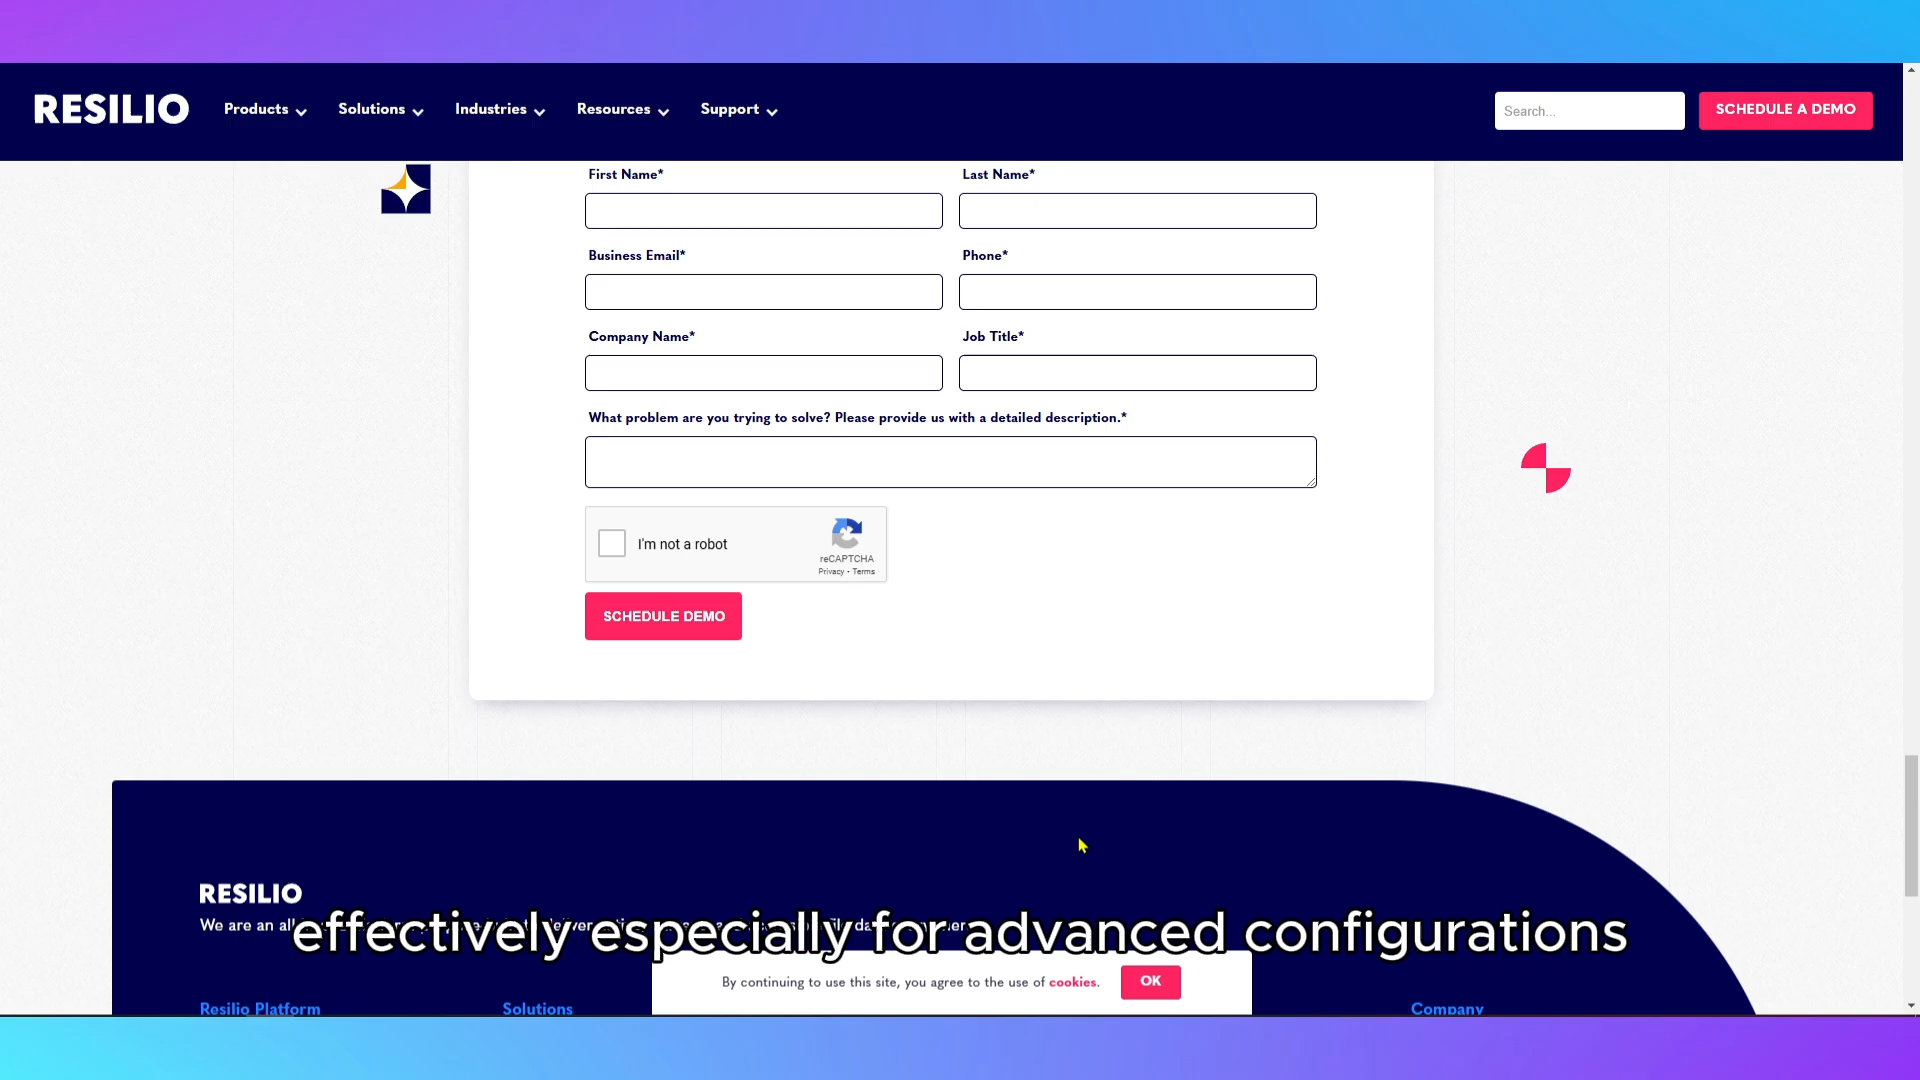 RESILIO Products Solutions Industries Resources Support Search... SCHEDULE A DEMO
First Name* Last Name*
Business Email* Phone*
Company Name* Job Title*
What problem are you trying to solve? Please provide us with a detailed description.*
I'm not a robot
reCAPTCHA
Privacy - Terms
SCHEDULE DEMO
RESILIO
We are an all
effectively especially for advanced configurations
By continuing to use this site, you agree to the use of cookies. OK
Resilio Platform Solutions Company